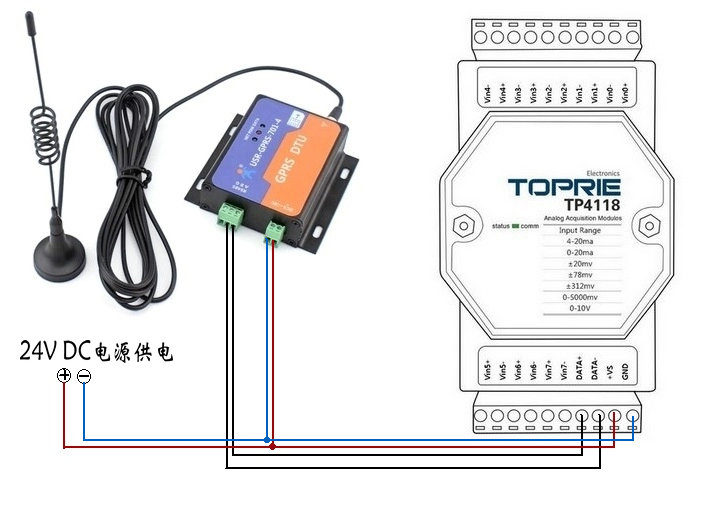 Vin4-
Vin4+
Vin3-
Vin3+
Vin2-
Vin2+
Vin1-
Vin1+
Vin0-
Vin0+
USR-GPRS-701-4
GPRS DTU
RS485
A B G
Electronics
TOPRIE
TP4118
Analog Acquisition Modulos
status comm
Input Range
4-20ma
0-20ma
±20mv
±78mv
±312mv
0-5000mv
0-10V
24V DC电源供电
+ −
Vin5+
Vin5-
Vin6+
Vin6-
Vin7+
Vin7-
DATA+
DATA-
+VS
GND